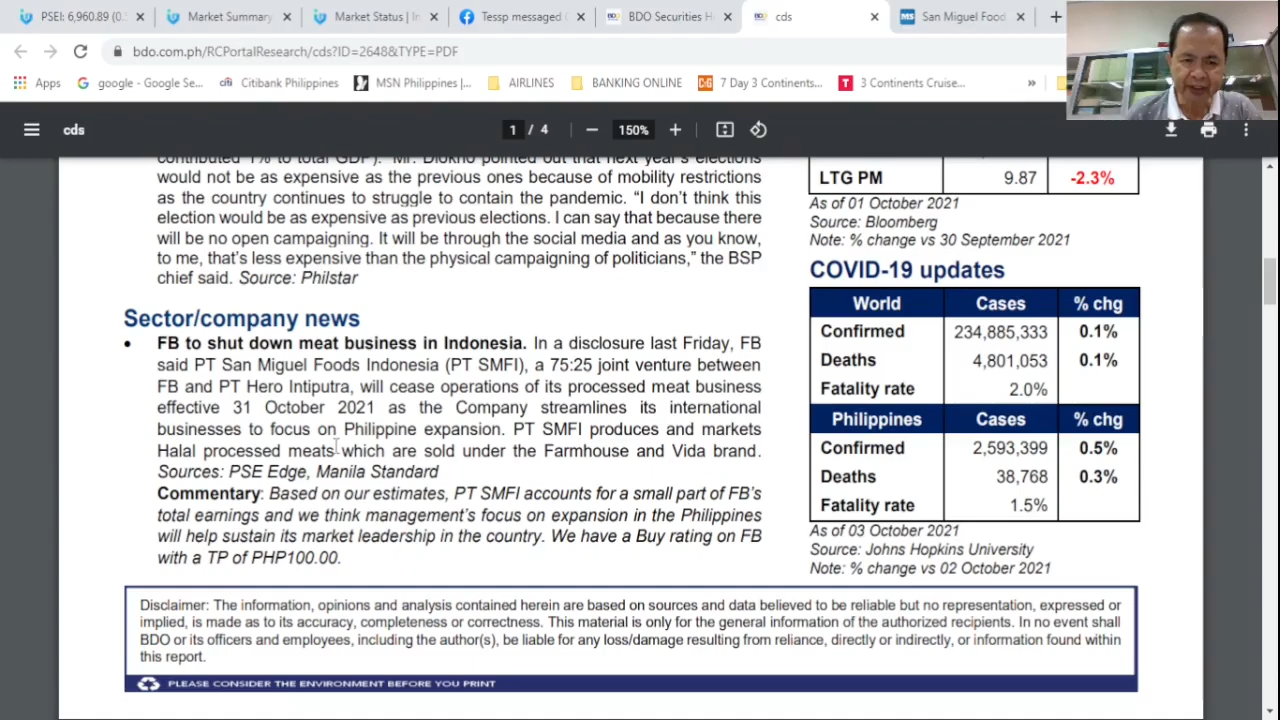 PSEI: 6,960.89 (0.
Market Summary
Market Status | In
Tessp messaged
BDO Securities H
cds
San Miguel Food
bdo.com.ph/RCPortalResearch/cds?ID=2648&TYPE=PDF
Apps
google - Google Se...
Citibank Philippines
MSN Philippines |...
AIRLINES
BANKING ONLINE
7 Day 3 Continents...
3 Continents Cruise...
»
cds
1 / 4
150%
contributed 1% to total GDP). Mr. Diokno pointed out that next year's elections
would not be as expensive as the previous ones because of mobility restrictions
as the country continues to struggle to contain the pandemic. “I don't think this
election would be as expensive as previous elections. I can say that because there
will be no open campaigning. It will be through the social media and as you know,
to me, that's less expensive than the physical campaigning of politicians,” the BSP
chief said. Source: Philstar
Sector/company news
• FB to shut down meat business in Indonesia. In a disclosure last Friday, FB
said PT San Miguel Foods Indonesia (PT SMFI), a 75:25 joint venture between
FB and PT Hero Intiputra, will cease operations of its processed meat business
effective 31 October 2021 as the Company streamlines its international
businesses to focus on Philippine expansion. PT SMFI produces and markets
Halal processed meats which are sold under the Farmhouse and Vida brand.
Sources: PSE Edge, Manila Standard
Commentary: Based on our estimates, PT SMFI accounts for a small part of FB's
total earnings and we think management's focus on expansion in the Philippines
will help sustain its market leadership in the country. We have a Buy rating on FB
with a TP of PHP100.00.
LTG PM 9.87 -2.3%
As of 01 October 2021
Source: Bloomberg
Note: % change vs 30 September 2021
COVID-19 updates
World Cases % chg
Confirmed 234,885,333 0.1%
Deaths 4,801,053 0.1%
Fatality rate 2.0%
Philippines Cases % chg
Confirmed 2,593,399 0.5%
Deaths 38,768 0.3%
Fatality rate 1.5%
As of 03 October 2021
Source: Johns Hopkins University
Note: % change vs 02 October 2021
Disclaimer: The information, opinions and analysis contained herein are based on sources and data believed to be reliable but no representation, expressed or
implied, is made as to its accuracy, completeness or correctness. This material is only for the general information of the authorized recipients. In no event shall
BDO or its officers and employees, including the author(s), be liable for any loss/damage resulting from reliance, directly or indirectly, or information found within
this report.
PLEASE CONSIDER THE ENVIRONMENT BEFORE YOU PRINT